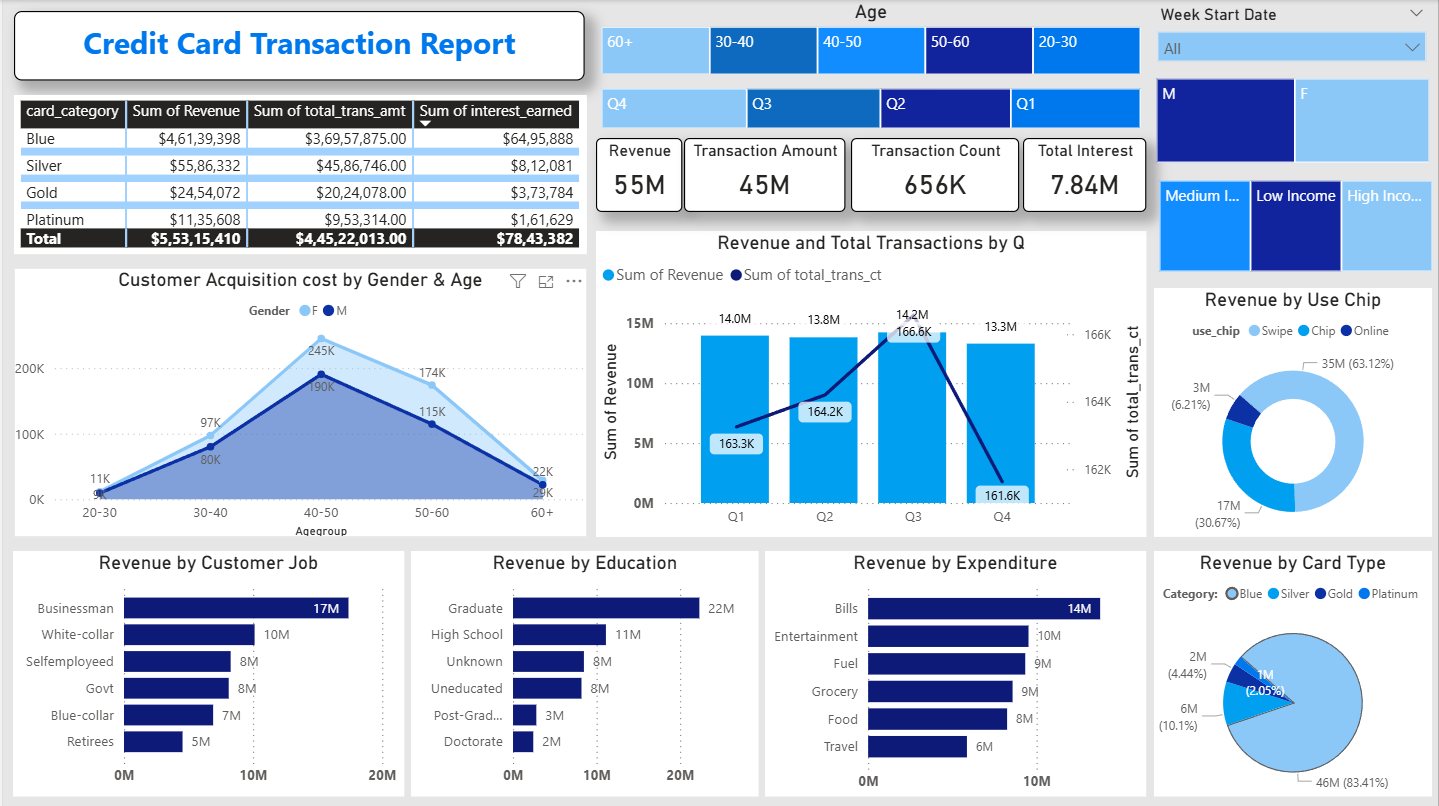 Credit Card Transaction Report
card_category Sum of Revenue Sum of total_trans_amt Sum of interest_earned
Blue $4,61,39,398 $3,69,57,875.00 $64,95,888
Silver $55,86,332 $45,86,746.00 $8,12,081
Gold $24,54,072 $20,24,078.00 $3,73,784
Platinum $11,35,608 $9,53,314.00 $1,61,629
Total $5,53,15,410 $4,45,22,013.00 $78,43,382
Age
60+ 30-40 40-50 50-60 20-30
Q4 Q3 Q2 Q1
Revenue
55M
Transaction Amount
45M
Transaction Count
656K
Total Interest
7.84M
Week Start Date
All
M F
Medium I... Low Income High Inco...
Customer Acquisition cost by Gender & Age
Gender F M
245K
200K 190K 174K
100K 97K 115K
80K
11K 22K
0K 9K 29K
20-30 30-40 40-50 50-60 60+
Agegroup
Revenue and Total Transactions by Q
Sum of Revenue Sum of total_trans_ct
Sum of Revenue
15M
10M
5M
0M
14.0M 13.8M 14.2M 13.3M
163.3K 164.2K 166.6K 161.6K
166K
164K
162K
Sum of total_trans_ct
Q1 Q2 Q3 Q4
Revenue by Use Chip
use_chip Swipe Chip Online
35M (63.12%)
3M
(6.21%)
17M
(30.67%)
Revenue by Customer Job
Businessman 17M
White-collar 10M
Selfemployeed 8M
Govt 8M
Blue-collar 7M
Retirees 5M
0M 10M 20M
Revenue by Education
Graduate 22M
High School 11M
Unknown 8M
Uneducated 8M
Post-Grad... 3M
Doctorate 2M
0M 10M 20M
Revenue by Expenditure
Bills 14M
Entertainment 10M
Fuel 9M
Grocery 9M
Food 8M
Travel 6M
0M 10M
Revenue by Card Type
Category: Blue Silver Gold Platinum
2M
(4.44%)
1M
(2.05%)
6M
(10.1%)
46M (83.41%)